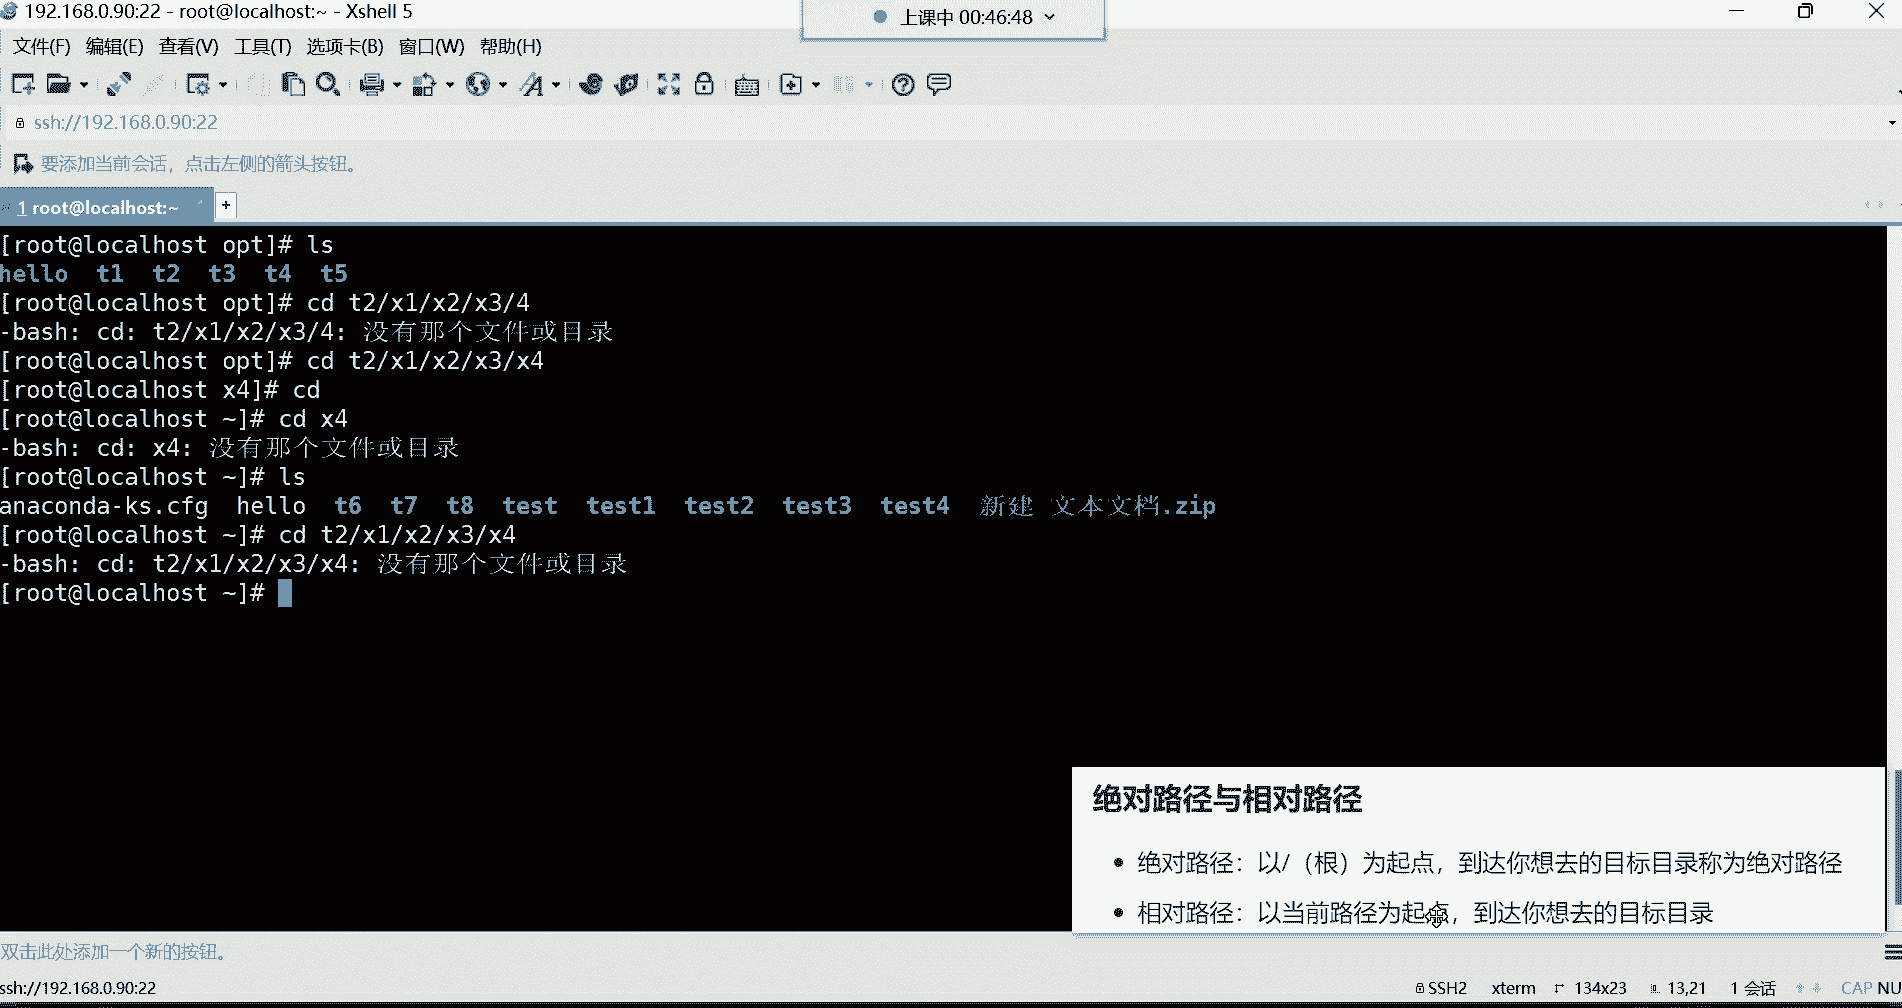 192.168.0.90:22 - root@localhost:~ - Xshell 5
上课中 00:46:48
文件(F) 编辑(E) 查看(V) 工具(T) 选项卡(B) 窗口(W) 帮助(H)
ssh://192.168.0.90:22
要添加当前会话，点击左侧的箭头按钮。
1 root@localhost:~
[root@localhost opt]# ls
hello  t1  t2  t3  t4  t5
[root@localhost opt]# cd t2/x1/x2/x3/4
-bash: cd: t2/x1/x2/x3/4: 没有那个文件或目录
[root@localhost opt]# cd t2/x1/x2/x3/x4
[root@localhost x4]# cd
[root@localhost ~]# cd x4
-bash: cd: x4: 没有那个文件或目录
[root@localhost ~]# ls
anaconda-ks.cfg  hello  t6  t7  t8  test  test1  test2  test3  test4  新建 文本文档.zip
[root@localhost ~]# cd t2/x1/x2/x3/x4
-bash: cd: t2/x1/x2/x3/x4: 没有那个文件或目录
[root@localhost ~]#
绝对路径与相对路径
• 绝对路径：以/（根）为起点，到达你想去的目标目录称为绝对路径
• 相对路径：以当前路径为起点，到达你想去的目标目录
双击此处添加一个新的按钮。
ssh://192.168.0.90:22
SSH2 xterm 134x23 13,21 1 会话 CAP NU